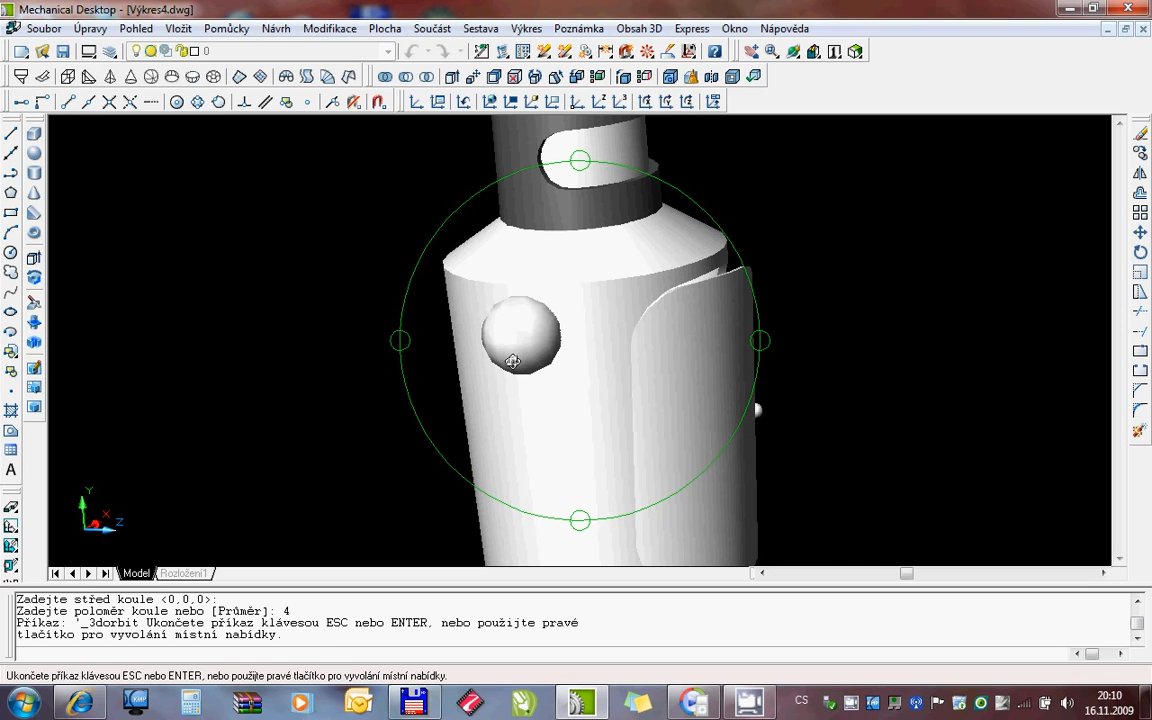 Mechanical Desktop - [Výkres4.dwg]
Soubor Úpravy Pohled Vložit Pomůcky Návrh Modifikace Plocha Součást Sestava Výkres Poznámka Obsah 3D Express Okno Nápověda
0
A
Y
X
Z
Model Rozložení1
Zadejte střed koule <0,0,0>:
Zadejte poloměr koule nebo [Průměr]: 4
Příkaz: '_3dorbit Ukončete příkaz klávesou ESC nebo ENTER, nebo použijte pravé
tlačítko pro vyvolání místní nabídky.
Ukončete příkaz klávesou ESC nebo ENTER, nebo použijte pravé tlačítko pro vyvolání místní nabídky.
CS
20:10
16.11.2009